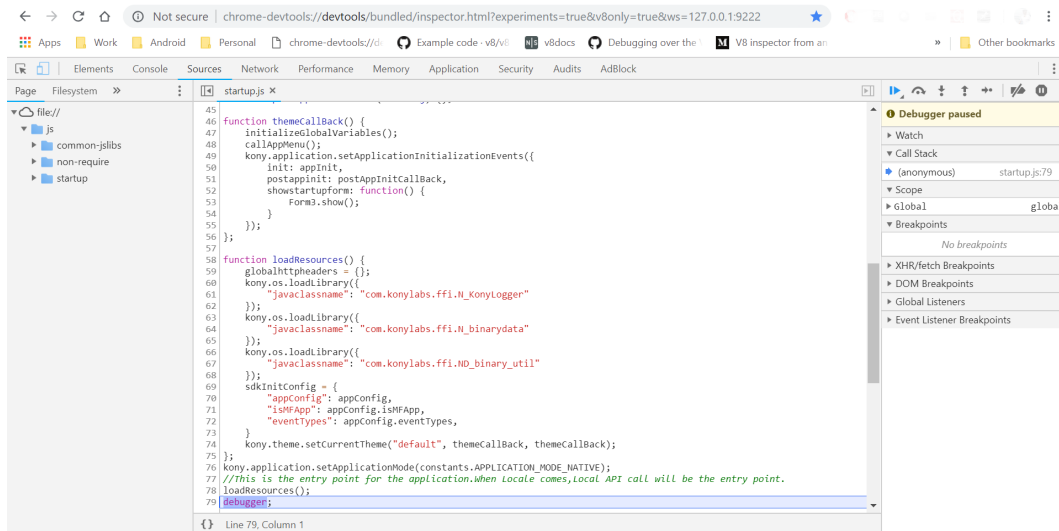 Not secure | chrome-devtools://devtools/bundled/inspector.html?experiments=true&v8only=true&ws=127.0.0.1:9222
Apps Work Android Personal chrome-devtools://d Example code · v8/v8 v8docs Debugging over the M V8 inspector from an » Other bookmarks
Elements Console Sources Network Performance Memory Application Security Audits AdBlock
Page Filesystem » startup.js ×
file://
js
common-jslibs
non-require
startup
45
46 function themeCallBack() {
47 initializeGlobalVariables();
48 callAppMenu();
49 kony.application.setApplicationInitializationEvents({
50 init: appInit,
51 postappinit: postAppInitCallBack,
52 showstartupform: function() {
53 Form3.show();
54 }
55 });
56 };
57
58 function loadResources() {
59 globalhttpheaders = {};
60 kony.os.loadLibrary({
61 "javaclassname": "com.konylabs.ffi.N_KonyLogger"
62 });
63 kony.os.loadLibrary({
64 "javaclassname": "com.konylabs.ffi.N_binarydata"
65 });
66 kony.os.loadLibrary({
67 "javaclassname": "com.konylabs.ffi.ND_binary_util"
68 });
69 sdkInitConfig = {
70 "appConfig": appConfig,
71 "isMFApp": appConfig.isMFApp,
72 "eventTypes": appConfig.eventTypes,
73 }
74 kony.theme.setCurrentTheme("default", themeCallBack, themeCallBack);
75 };
76 kony.application.setApplicationMode(constants.APPLICATION_MODE_NATIVE);
77 //This is the entry point for the application.When Locale comes,Local API call will be the entry point.
78 loadResources();
79 debugger;
{} Line 79, Column 1
Debugger paused
Watch
Call Stack
(anonymous) startup.js:79
Scope
Global globa
Breakpoints
No breakpoints
XHR/fetch Breakpoints
DOM Breakpoints
Global Listeners
Event Listener Breakpoints